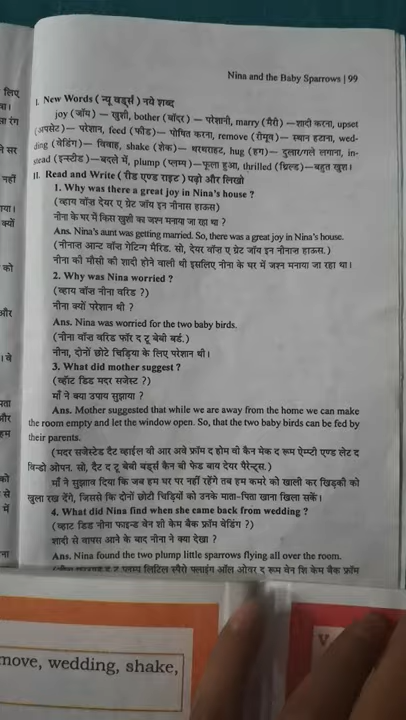 Nina and the Baby Sparrows | 99
I. New Words ( न्यू वर्ड्स ) नये शब्द
joy (जॉय) — खुशी, bother (बॉदर) — परेशानी, marry (मैरी) —शादी करना, upset
(अपसेट)— परेशान, feed (फीड)— पोषित करना, remove (रीमूव)— स्थान हटाना, wed-
ding (वेडिंग)— विवाह, shake (शेक)— थरथराहट, hug (हग)— दुलार/गले लगाना, in-
stead (इन्स्टीड)—बदले में, plump (प्लम्प)—फूला हुआ, thrilled (थ्रिल्ड)—बहुत खुश।
II. Read and Write ( रीड एण्ड राइट ) पढ़ो और लिखो
1. Why was there a great joy in Nina's house ?
(व्हाय वॉज देयर ए ग्रेट जॉय इन नीनास हाऊस)
नीना के घर में किस खुशी का जश्न मनाया जा रहा था ?
Ans. Nina's aunt was getting married. So, there was a great joy in Nina's house.
(नीनाज आन्ट वॉज गेटिन्ग मैरिड. सो, देयर वॉज ए ग्रेट जॉय इन नीनाज हाऊस.)
नीना की मौसी की शादी होने वाली थी इसलिए नीना के घर में जश्न मनाया जा रहा था।
2. Why was Nina worried ?
(व्हाय वॉज नीना वरिड ?)
नीना क्यों परेशान थी ?
Ans. Nina was worried for the two baby birds.
(नीना वॉज वरिड फॉर द टू बेबी बर्ड.)
नीना, दोनों छोटे चिड़िया के लिए परेशान थी।
3. What did mother suggest ?
(व्हॉट डिड मदर सजेस्ट ?)
माँ ने क्या उपाय सुझाया ?
Ans. Mother suggested that while we are away from the home we can make
the room empty and let the window open. So, that the two baby birds can be fed by
their parents.
(मदर सजेस्टेड दैट व्हाईल वी आर अवे फ्रॉम द होम वी कैन मेक द रूम ऐम्प्टी एण्ड लेट द
विन्डो ओपन. सो, दैट द टू बेबी बर्ड्स कैन बी फेड बाय देयर पैरेन्ट्स.)
माँ ने सुझाव दिया कि जब हम घर पर नहीं रहेंगे तब हम कमरे को खाली कर खिड़की को
खुला रख देंगे, जिससे कि दोनों छोटी चिड़ियों को उनके माता-पिता खाना खिला सकें।
4. What did Nina find when she came back from wedding ?
(व्हाट डिड नीना फाइन्ड वेन शी केम बैक फ्रॉम वेडिंग ?)
शादी से वापस आने के बाद नीना ने क्या देखा ?
Ans. Nina found the two plump little sparrows flying all over the room.
टू प्लम्प लिटिल स्पैरो फ्लाइंग ऑल ओवर द रूम वेन शि केम बैक फ्रॉम
move, wedding, shake,